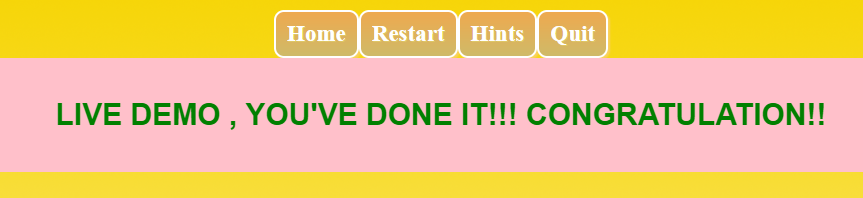 Home Restart Hints Quit
LIVE DEMO , YOU'VE DONE IT!!! CONGRATULATION!!